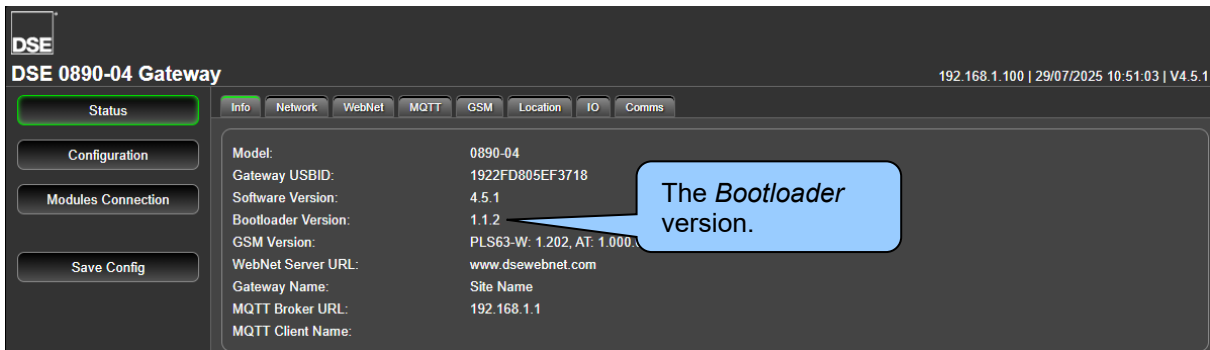 DSE
DSE 0890-04 Gateway
192.168.1.100 | 29/07/2025 10:51:03 | V4.5.1
Status
Info Network WebNet MQTT GSM Location IO Comms
Configuration
Modules Connection
Save Config
Model: 0890-04
Gateway USBID: 1922FD805EF3718
Software Version: 4.5.1
Bootloader Version: 1.1.2
GSM Version: PLS63-W: 1.202, AT: 1.000.
WebNet Server URL: www.dsewebnet.com
Gateway Name: Site Name
MQTT Broker URL: 192.168.1.1
MQTT Client Name:
The Bootloader
version.